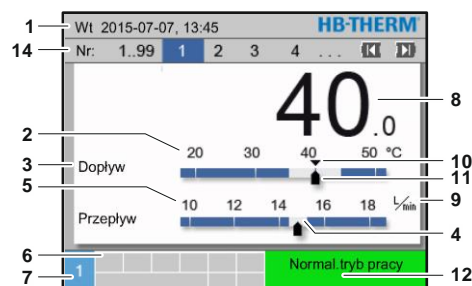 1 Wt 2015-07-07, 13:45 HB-THERM
14 Nr: 1..99 1 2 3 4 ...
40.0 8
2 20 30 40 50 °C 10
3 Dopływ 11
5 10 12 14 16 18 L/min 9
Przepływ 4
6
7 1 Normal.tryb pracy 12